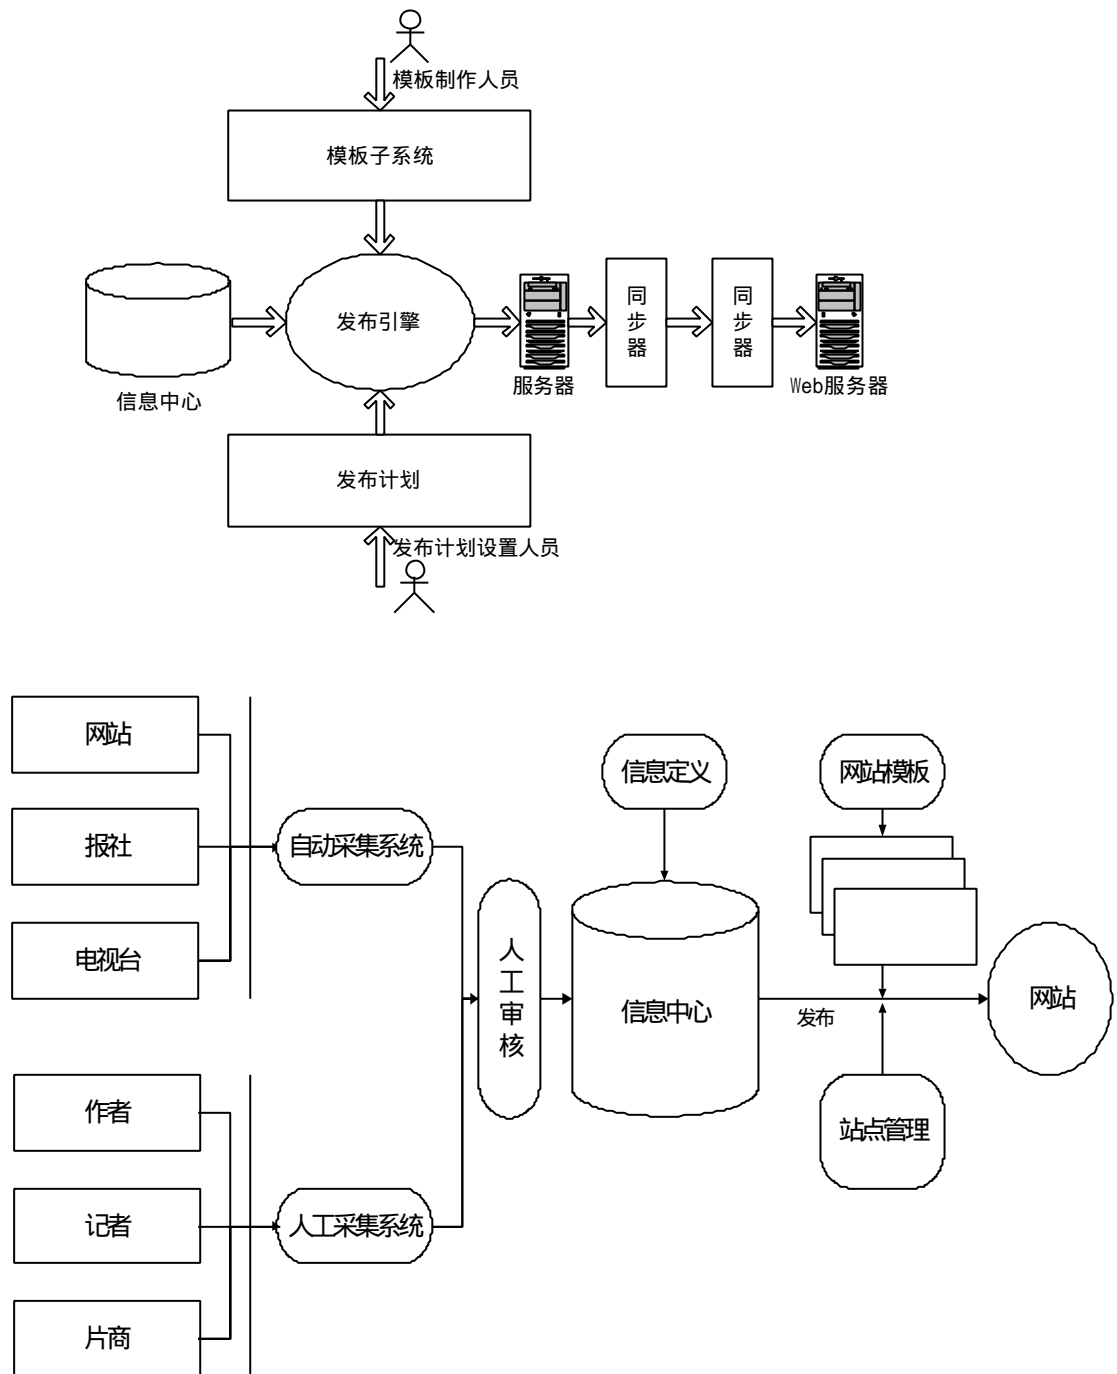 模板制作人员
模板子系统
发布引擎
同步器
同步器
服务器
Web服务器
信息中心
发布计划
发布计划设置人员
网站
报社
电视台
自动采集系统
作者
记者
片商
人工采集系统
人工审核
信息定义
信息中心
网站模板
发布
站点管理
网站